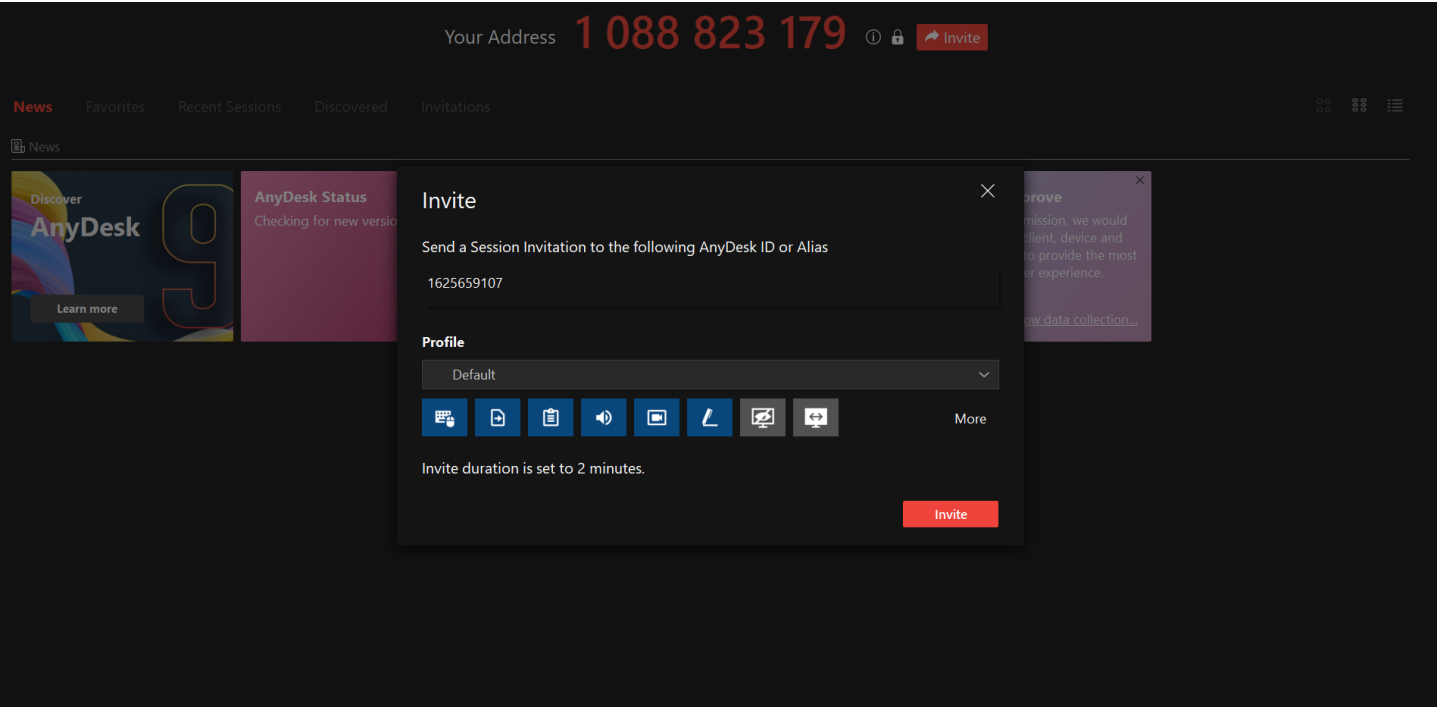 Your Address 1 088 823 179 Invite
News Favorites Recent Sessions Discovered Invitations
News
Discover
AnyDesk
9
Learn more
AnyDesk Status
Checking for new versio
prove
mission, we would
client, device and
to provide the most
er experience.
ow data collection...
Invite
Send a Session Invitation to the following AnyDesk ID or Alias
1625659107
Profile
Default
More
Invite duration is set to 2 minutes.
Invite